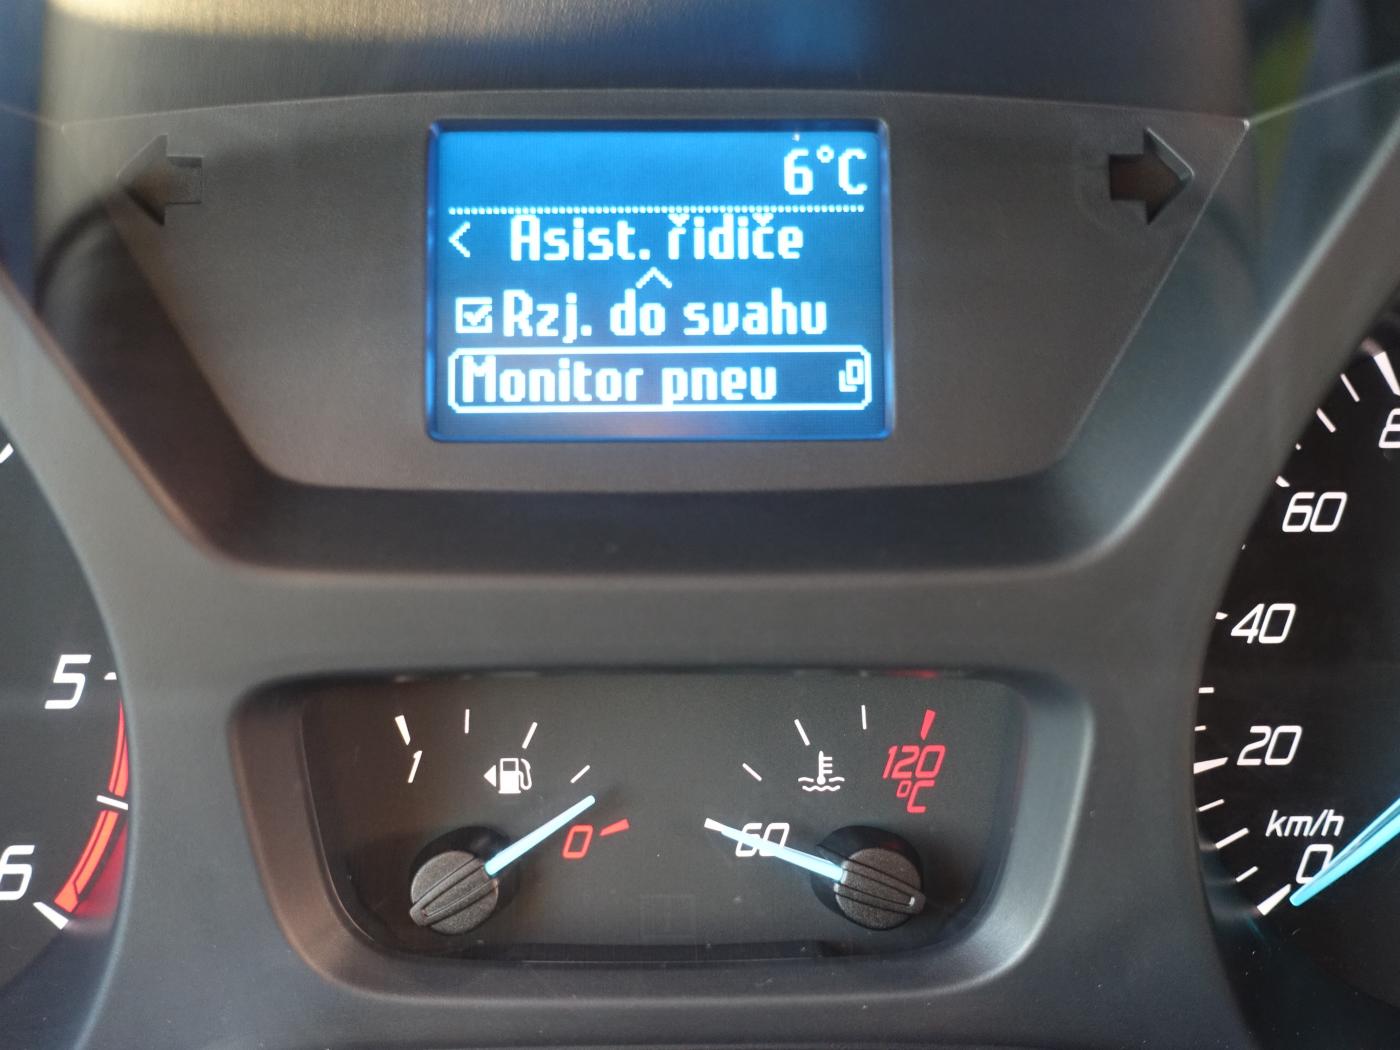 6°C
< Asist. řidiče
Rzj. do svahu
Monitor pneu
60
40
20
km/h
0
5
6
1
0
60
120
°C